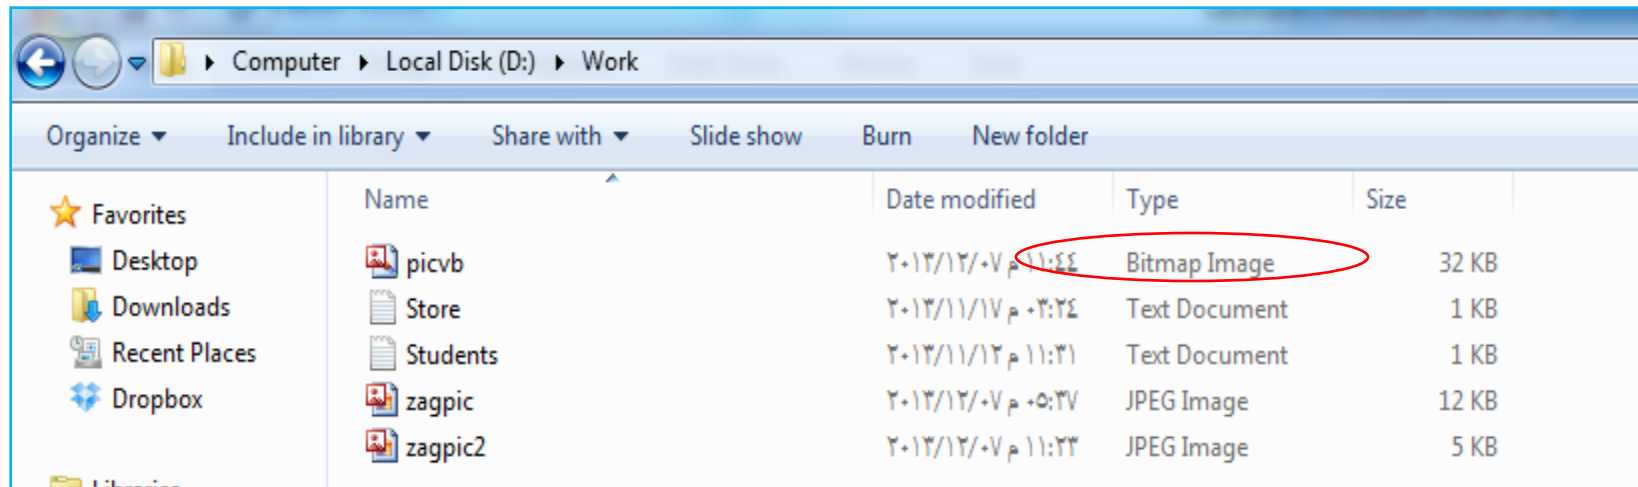 Computer ▸ Local Disk (D:) ▸ Work
Organize Include in library Share with Slide show Burn New folder
Name Date modified Type Size
Favorites
Desktop
Downloads
Recent Places
Dropbox
Libraries
picvb ٢٠١٣/١٢/٠٧ م ١١:٤٤ Bitmap Image 32 KB
Store ٢٠١٣/١١/١٧ م ٠٣:٢٤ Text Document 1 KB
Students ٢٠١٣/١١/١٢ م ١١:٣١ Text Document 1 KB
zagpic ٢٠١٣/١٢/٠٧ م ٠٥:٣٧ JPEG Image 12 KB
zagpic2 ٢٠١٣/١٢/٠٧ م ١١:٢٣ JPEG Image 5 KB